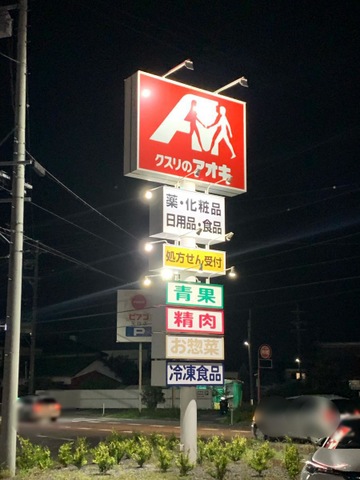 クスリのアオキ
薬・化粧品
日用品・食品
処方せん受付
青果
精肉
お惣菜
冷凍食品
P